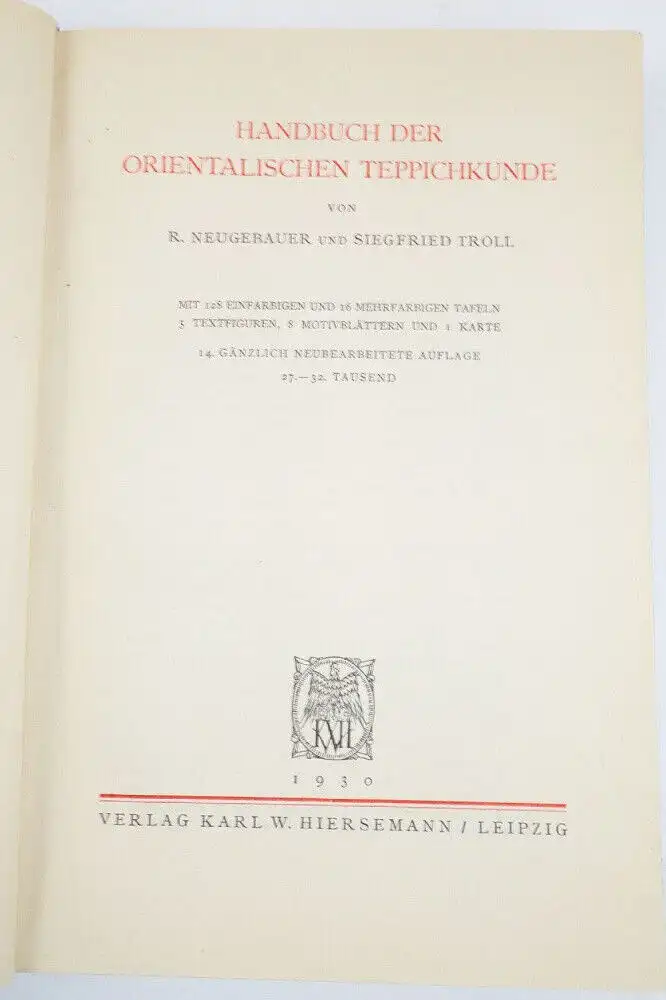 HANDBUCH DER
ORIENTALISCHEN TEPPICHKUNDE
VON
R. NEUGEBAUER UND SIEGFRIED TROLL
MIT 128 EINFARBIGEN UND 16 MEHRFARBIGEN TAFELN
5 TEXTFIGUREN, 8 MOTIVBLÄTTERN UND 1 KARTE
14. GÄNZLICH NEUBEARBEITETE AUFLAGE
27.—32. TAUSEND
KWH
1930
VERLAG KARL W. HIERSEMANN / LEIPZIG